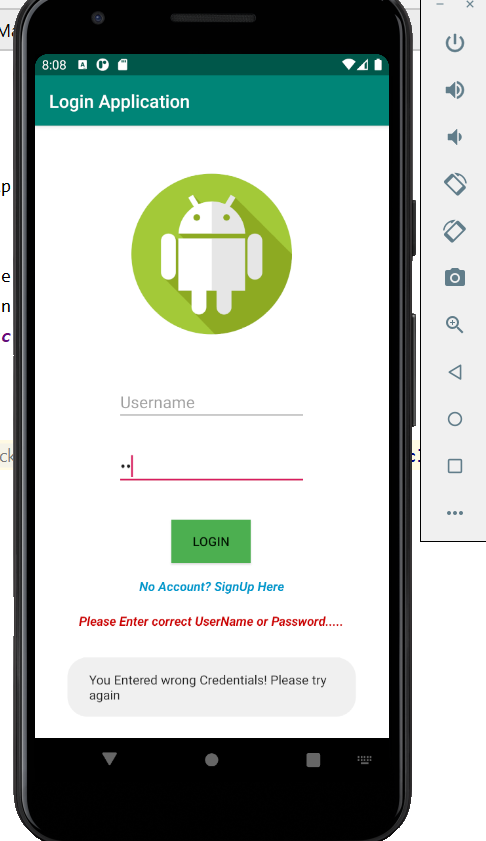 8:08
Login Application
Username
LOGIN
No Account? SignUp Here
Please Enter correct UserName or Password.....
You Entered wrong Credentials! Please try
again